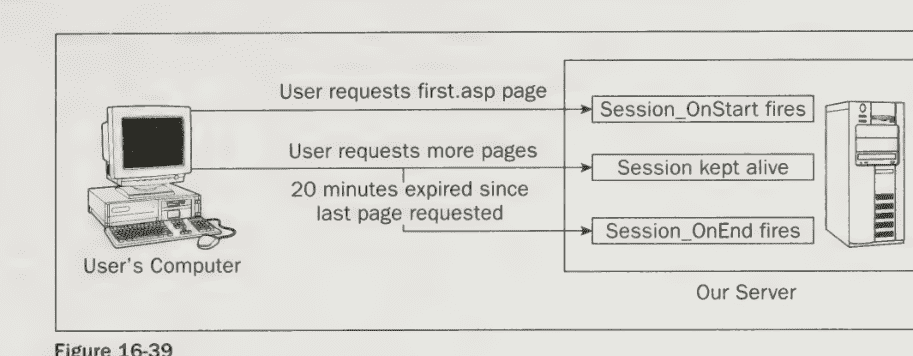 User requests first.asp page
Session_OnStart fires
User requests more pages
Session kept alive
20 minutes expired since
last page requested
Session_OnEnd fires
User's Computer
Our Server
Figure 16-39